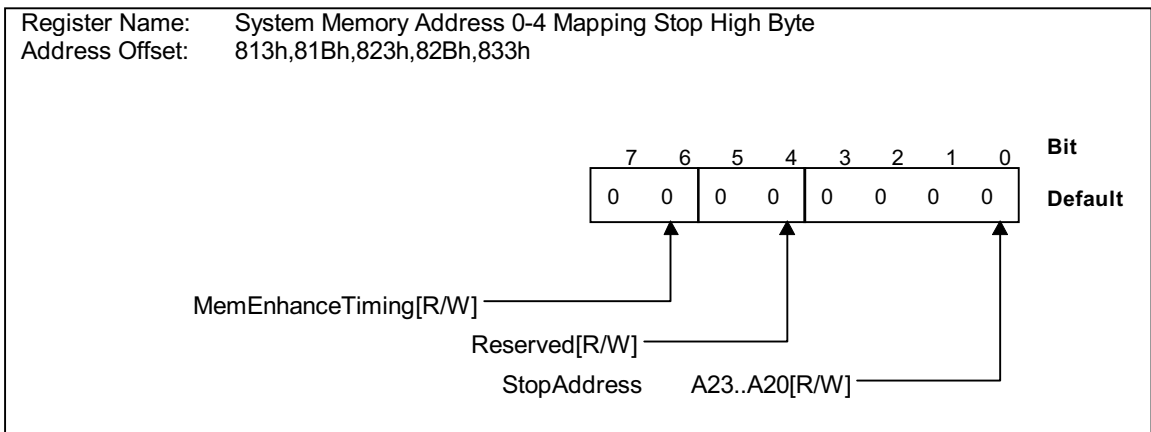 Register Name: System Memory Address 0-4 Mapping Stop High Byte
Address Offset: 813h,81Bh,823h,82Bh,833h
7 6 5 4 3 2 1 0 Bit
0 0 0 0 0 0 0 0 Default
MemEnhanceTiming[R/W]
Reserved[R/W]
StopAddress A23..A20[R/W]